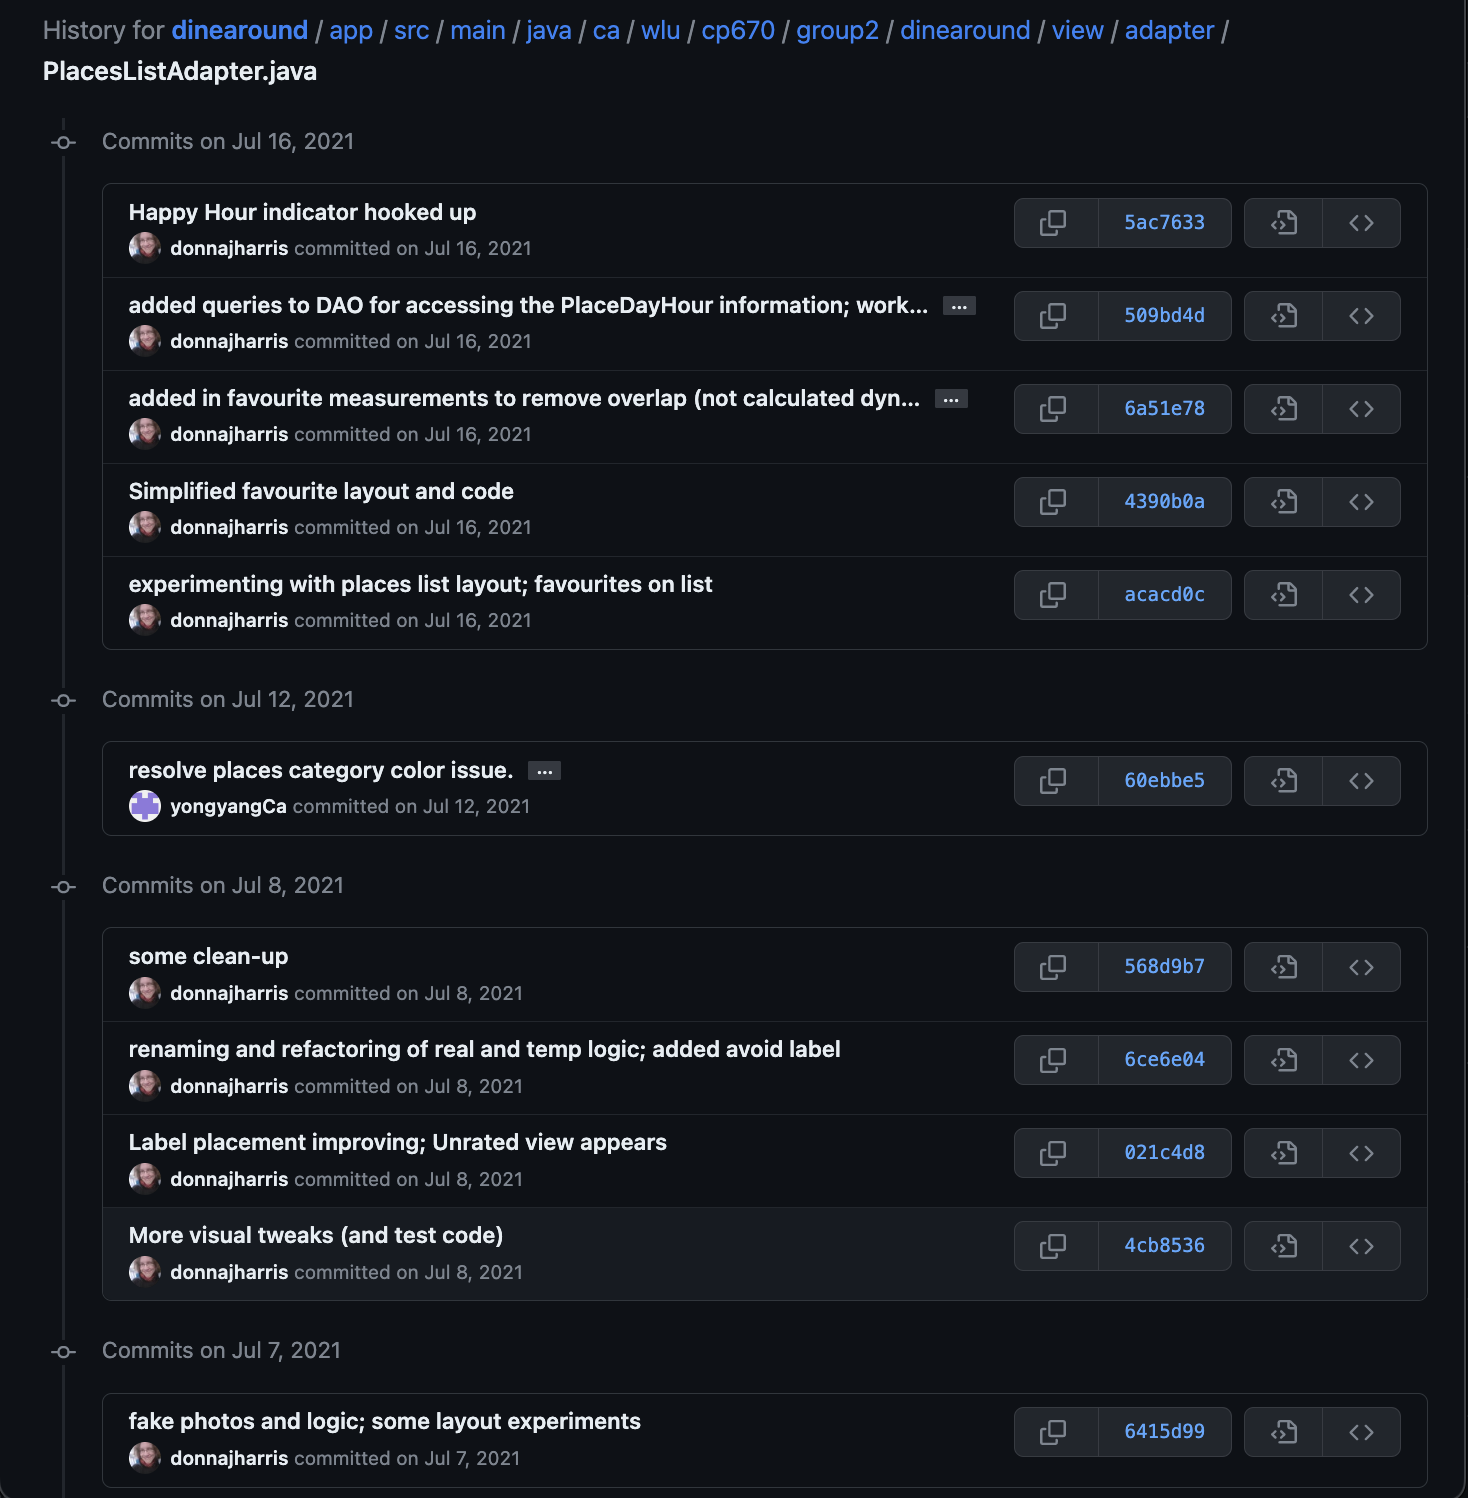 History for dinearound / app / src / main / java / ca / wlu / cp670 / group2 / dinearound / view / adapter /
PlacesListAdapter.java
Commits on Jul 16, 2021
Happy Hour indicator hooked up
5ac7633
donnajharris committed on Jul 16, 2021
added queries to DAO for accessing the PlaceDayHour information; work... …
509bd4d
donnajharris committed on Jul 16, 2021
added in favourite measurements to remove overlap (not calculated dyn... …
6a51e78
donnajharris committed on Jul 16, 2021
Simplified favourite layout and code
4390b0a
donnajharris committed on Jul 16, 2021
experimenting with places list layout; favourites on list
acacd0c
donnajharris committed on Jul 16, 2021
Commits on Jul 12, 2021
resolve places category color issue. …
60ebbe5
yongyangCa committed on Jul 12, 2021
Commits on Jul 8, 2021
some clean-up
568d9b7
donnajharris committed on Jul 8, 2021
renaming and refactoring of real and temp logic; added avoid label
6ce6e04
donnajharris committed on Jul 8, 2021
Label placement improving; Unrated view appears
021c4d8
donnajharris committed on Jul 8, 2021
More visual tweaks (and test code)
4cb8536
donnajharris committed on Jul 8, 2021
Commits on Jul 7, 2021
fake photos and logic; some layout experiments
6415d99
donnajharris committed on Jul 7, 2021